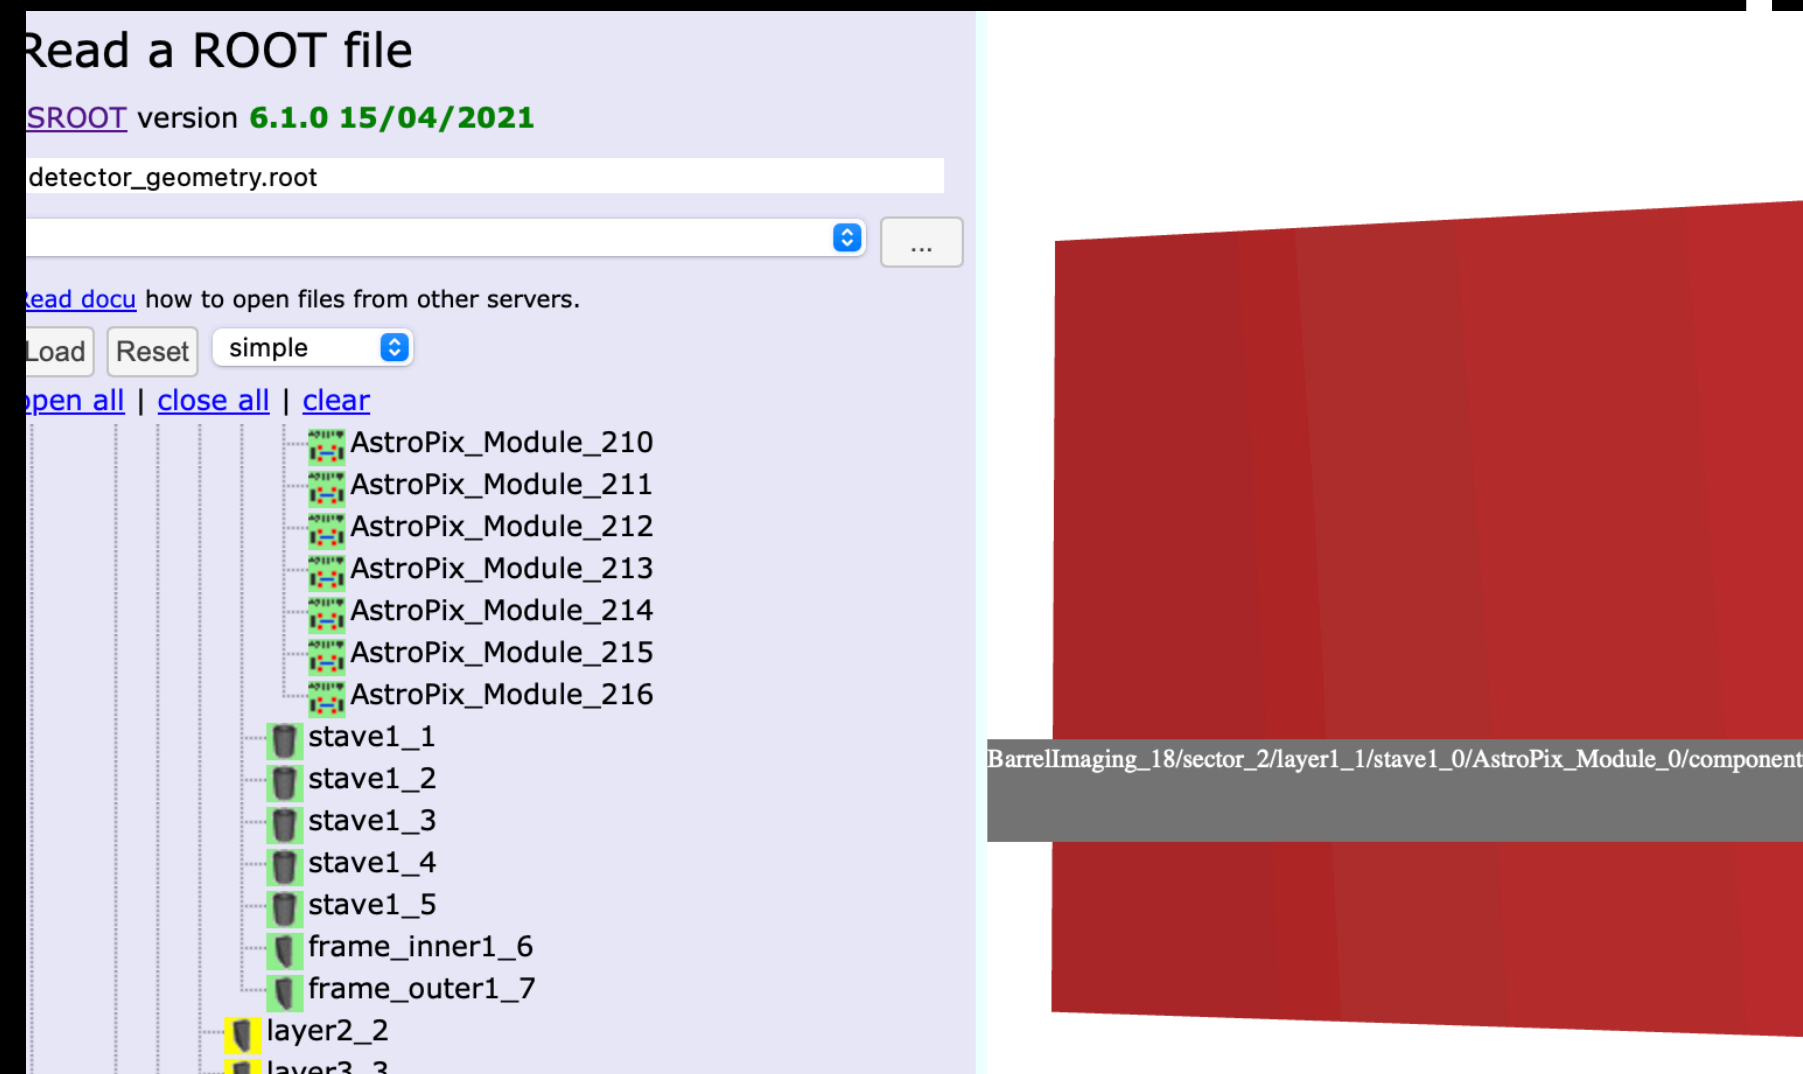 Read a ROOT file
SROOT version 6.1.0 15/04/2021
detector_geometry.root
...
Read docu how to open files from other servers.
Load Reset simple
open all | close all | clear
AstroPix_Module_210
AstroPix_Module_211
AstroPix_Module_212
AstroPix_Module_213
AstroPix_Module_214
AstroPix_Module_215
AstroPix_Module_216
stave1_1
stave1_2
stave1_3
stave1_4
stave1_5
frame_inner1_6
frame_outer1_7
layer2_2
layer3_3
BarrelImaging_18/sector_2/layer1_1/stave1_0/AstroPix_Module_0/component